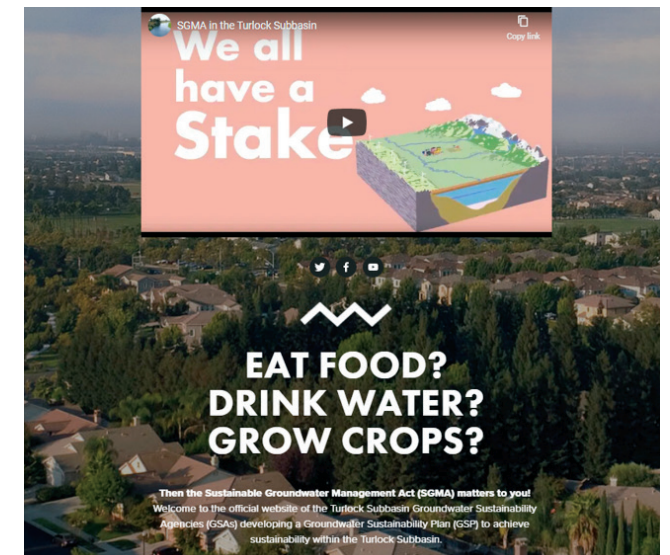 SGMA in the Turlock Subbasin
Copy link
We all
have a
Stake
EAT FOOD?
DRINK WATER?
GROW CROPS?
Then the Sustainable Groundwater Management Act (SGMA) matters to you!
Welcome to the official website of the Turlock Subbasin Groundwater Sustainability
Agencies (GSAs) developing a Groundwater Sustainability Plan (GSP) to achieve
sustainability within the Turlock Subbasin.